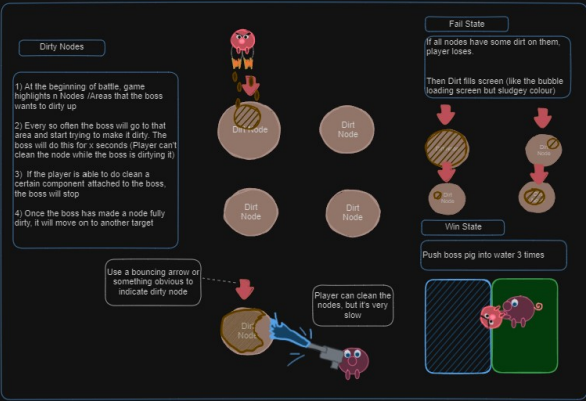 Dirty Nodes
1) At the beginning of battle, game
highlights n Nodes /Areas that the boss
wants to dirty up
2) Every so often the boss will go to that
area and start trying to make it dirty. The
boss will do this for x seconds (Player can't
clean the node while the boss is dirtying it)
3) If the player is able to do clean a
certain component attached to the boss,
the boss will stop
4) Once the boss has made a node fully
dirty, it will move on to another target
Dirt Node
Dirt
Node
Dirt
Node
Dirt
Node
Use a bouncing arrow or
something obvious to
indicate dirty node
Dirt
Node
Player can clean the
nodes, but it's very
slow
Fail State
If all nodes have some dirt on them,
player loses.
Then Dirt fills screen (like the bubble
loading screen but sludgey colour)
Win State
Push boss pig into water 3 times